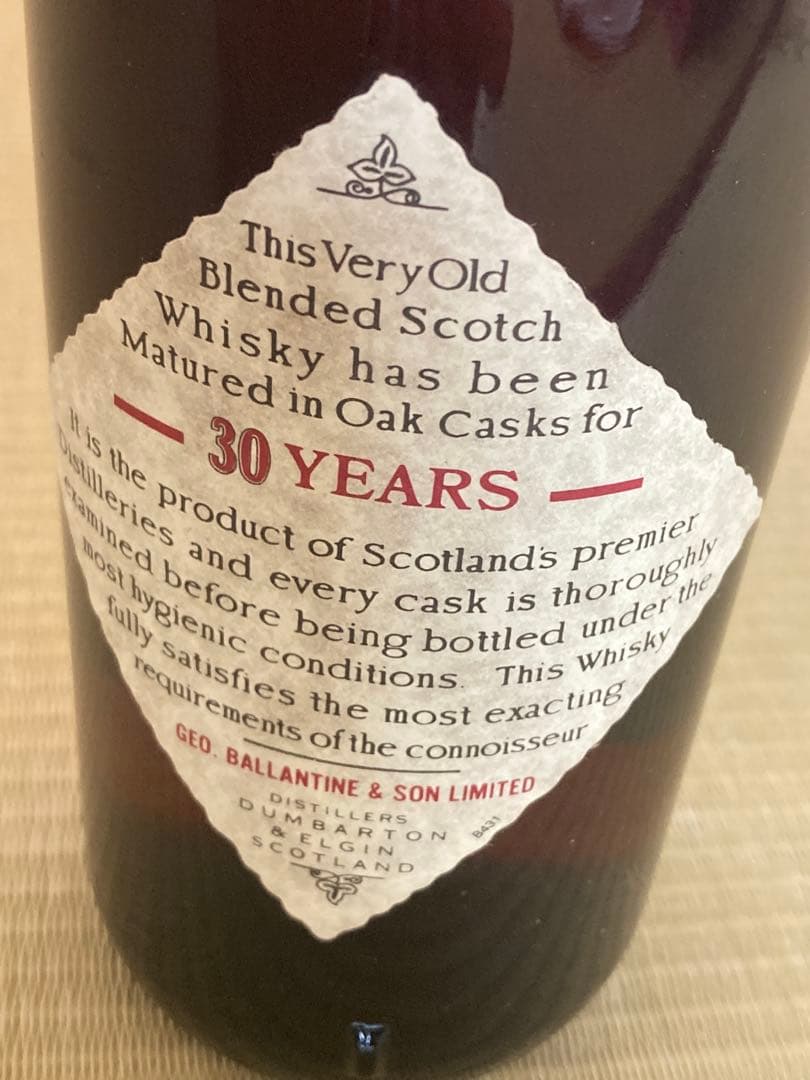 This Very Old
Blended Scotch
Whisky has been
Matured in Oak Casks for
30 YEARS
It is the product of Scotland's premier
Distilleries and every cask is thoroughly
examined before being bottled under the
most hygienic conditions. This Whisky
fully satisfies the most exacting
requirements of the connoisseur
GEO. BALLANTINE & SON LIMITED
DISTILLERS
DUMBARTON
& ELGIN
SCOTLAND
B431